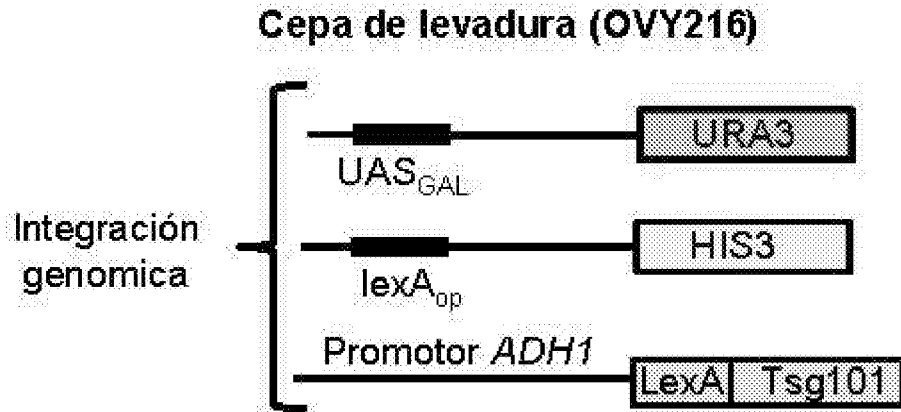 Cepa de levadura (OVY216)
URA3
UASGAL
Integración
genomica
HIS3
lexAop
Promotor ADH1
LexA Tsg101